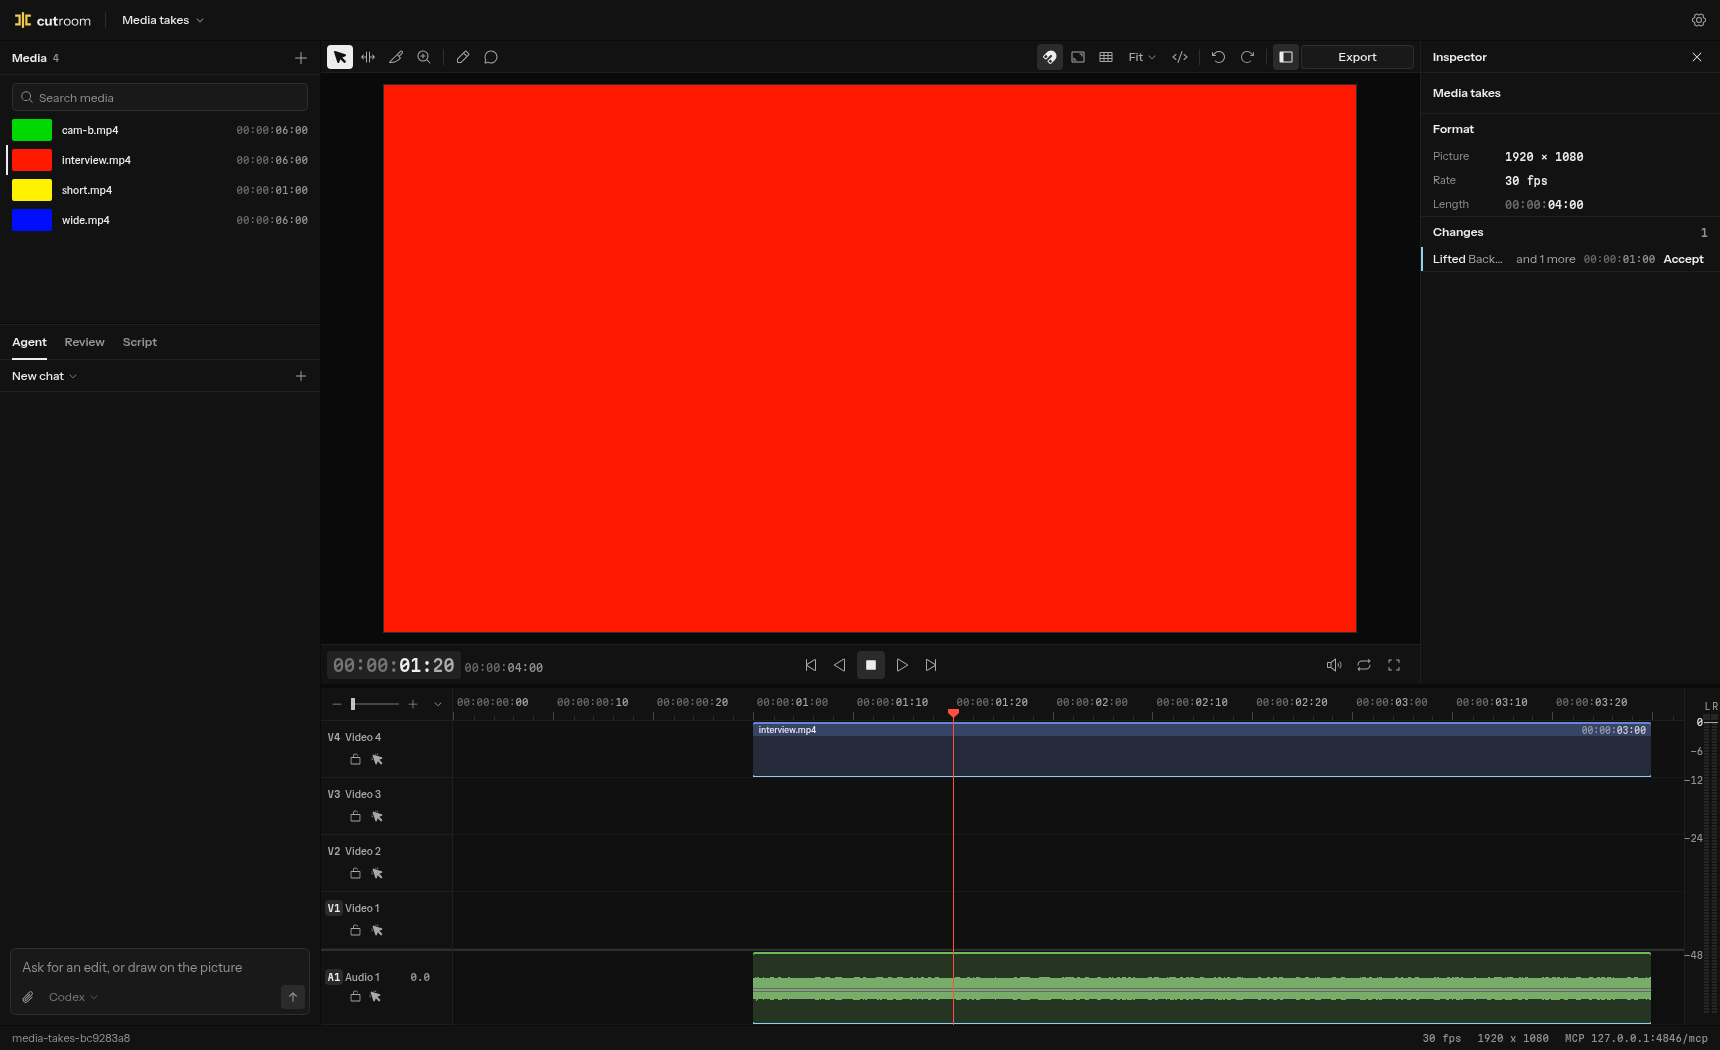 cutroom
Media takes
Media 4
Search media
cam-b.mp4 00:00:06:00
interview.mp4 00:00:06:00
short.mp4 00:00:01:00
wide.mp4 00:00:06:00
Agent Review Script
New chat
Ask for an edit, or draw on the picture
Codex
Fit
Export
00:00:01:20 00:00:04:00
Inspector
Media takes
Format
Picture 1920 × 1080
Rate 30 fps
Length 00:00:04:00
Changes 1
Lifted Back... and 1 more 00:00:01:00 Accept
00:00:00:00 00:00:00:10 00:00:00:20 00:00:01:00 00:00:01:10 00:00:01:20 00:00:02:00 00:00:02:10 00:00:02:20 00:00:03:00 00:00:03:10 00:00:03:20
V4 Video 4
interview.mp4 00:00:03:00
V3 Video 3
V2 Video 2
V1 Video 1
A1 Audio 1 0.0
L R
0
-6
-12
-24
-48
media-takes-bc9283a8
30 fps 1920 x 1080 MCP 127.0.0.1:4846/mcp